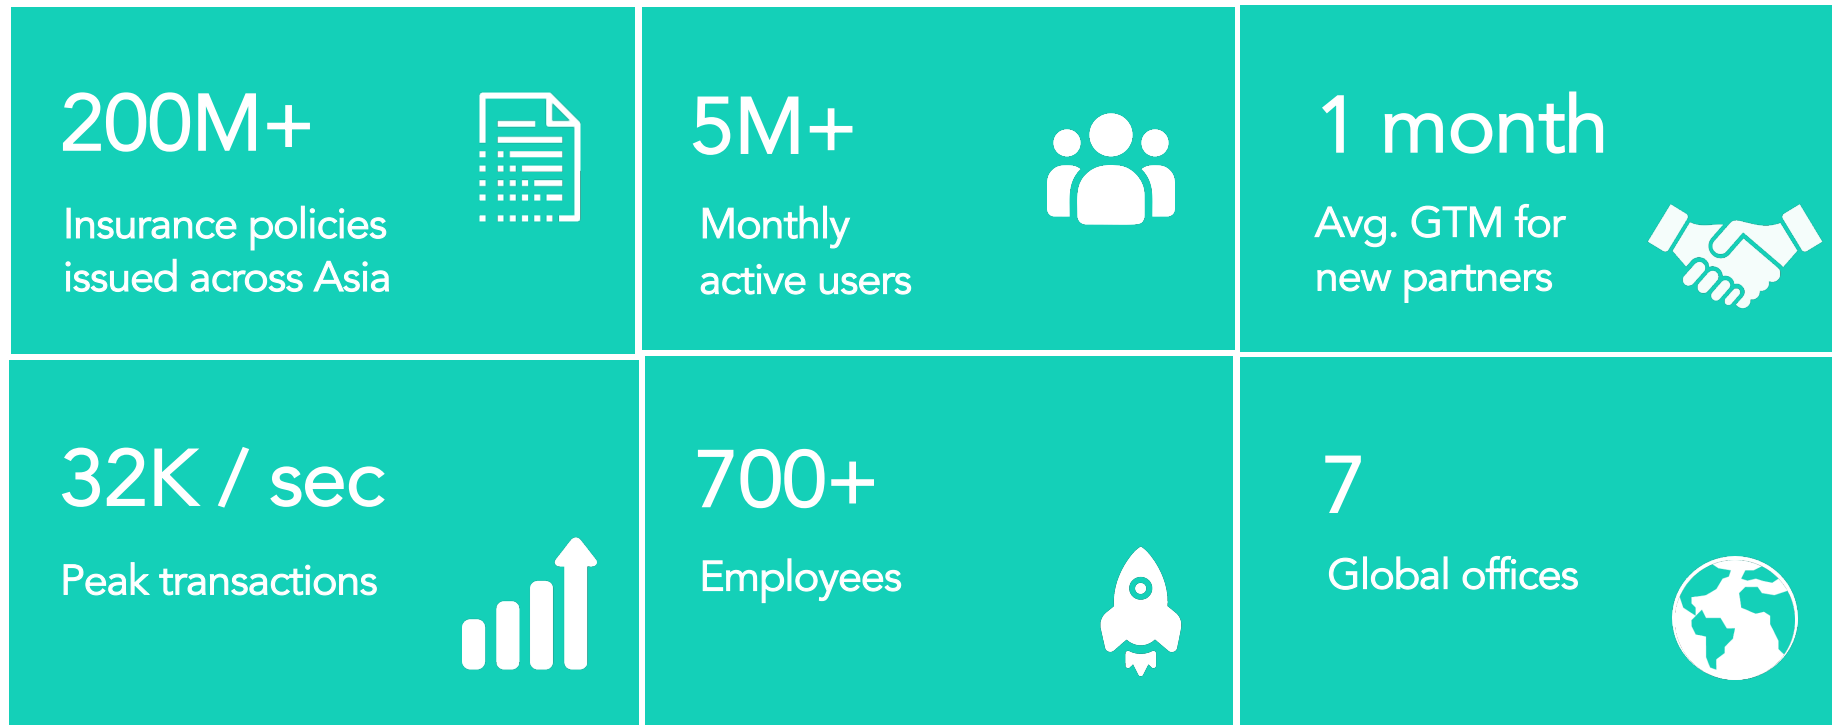 200M+
Insurance policies
issued across Asia
5M+
Monthly
active users
1 month
Avg. GTM for
new partners
32K / sec
Peak transactions
700+
Employees
7
Global offices